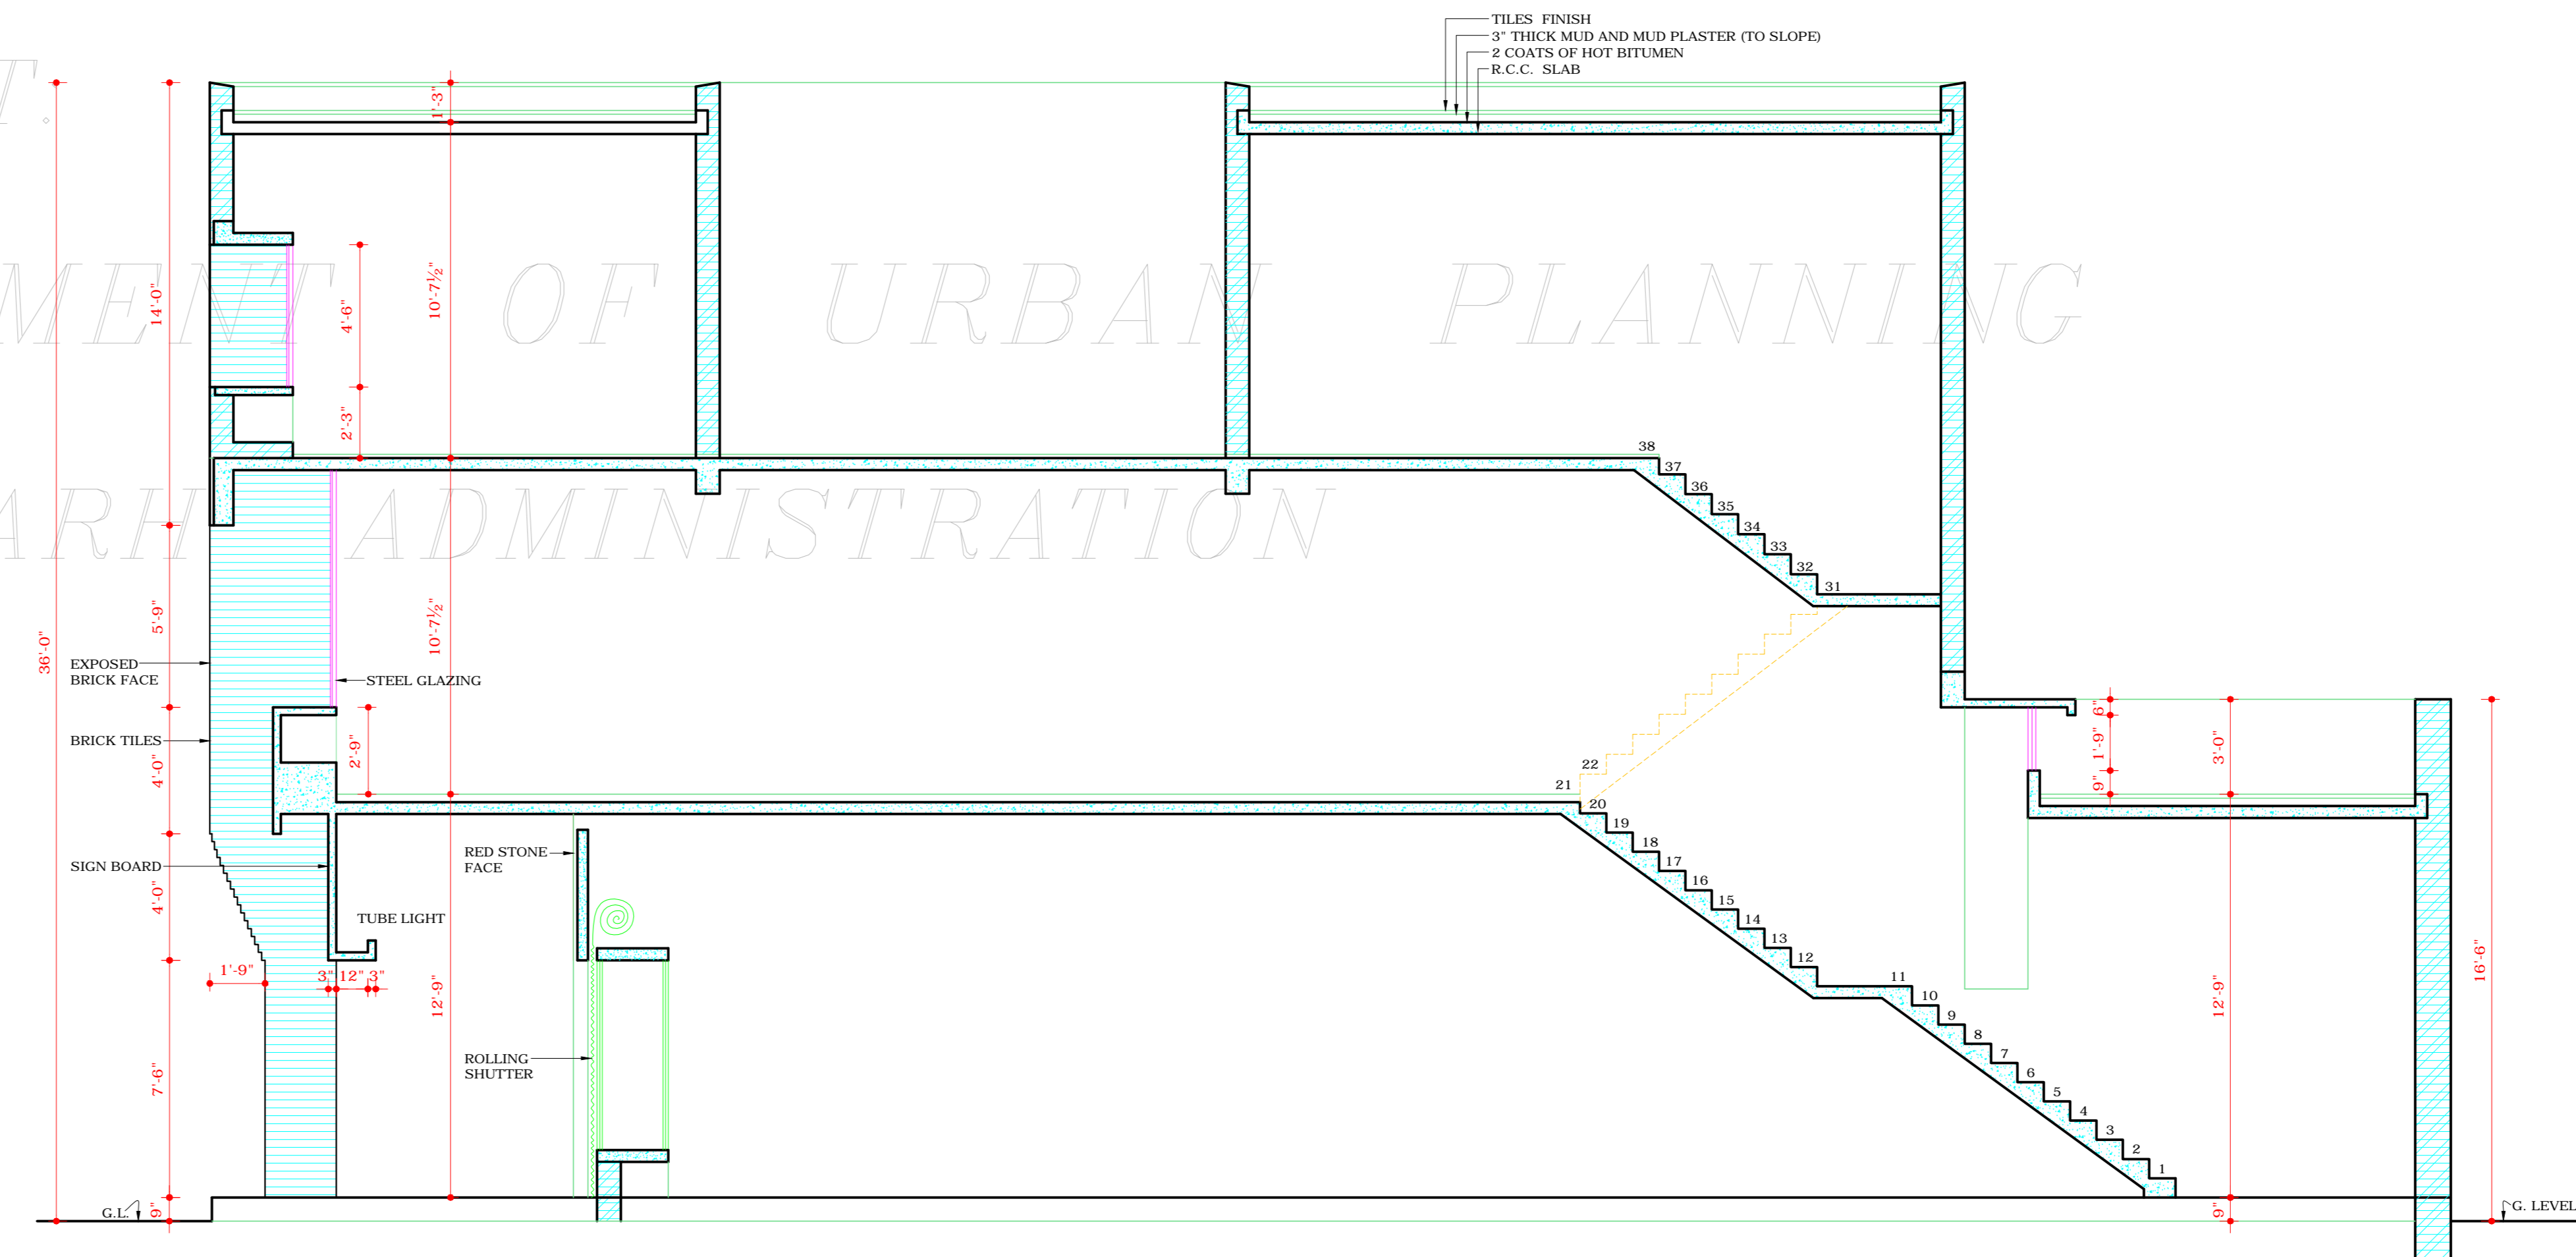 TILES FINISH
3" THICK MUD AND MUD PLASTER (TO SLOPE)
2 COATS OF HOT BITUMEN
R.C.C. SLAB
T.
MENT OF URBAN PLANNING
ARH ADMINISTRATION
36'-0"
14'-0"
5'-9"
4'-0"
4'-0"
7'-6"
9"
1'-3"
10'-7½"
10'-7½"
12'-9"
4'-6"
2'-3"
2'-9"
EXPOSED
BRICK FACE
STEEL GLAZING
BRICK TILES
SIGN BOARD
RED STONE
FACE
TUBE LIGHT
1'-9"
3" 12" 3"
ROLLING
SHUTTER
G.L.
38
37
36
35
34
33
32
31
22
21
20
19
18
17
16
15
14
13
12
11
10
9
8
7
6
5
4
3
2
1
6"
1'-9"
9"
3'-0"
12'-9"
9"
16'-6"
G. LEVEL